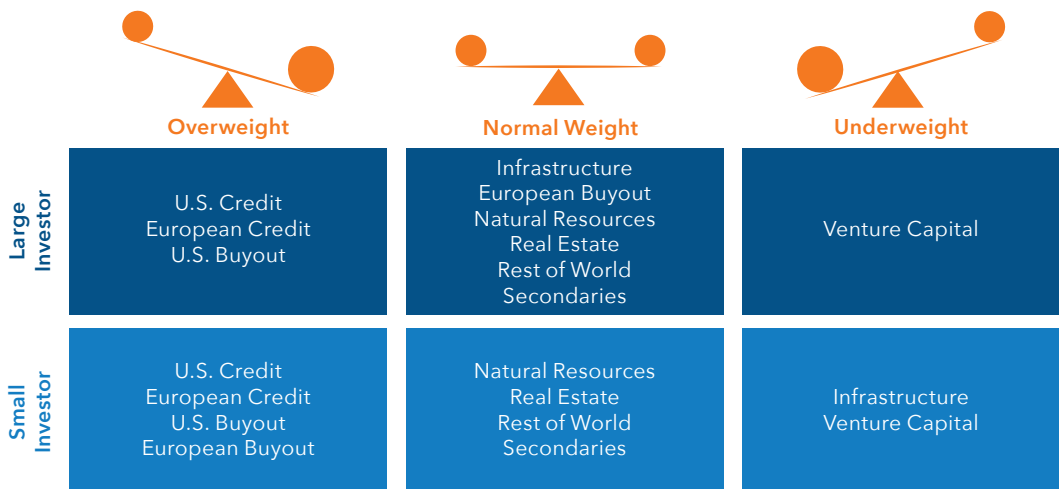 Overweight
Normal Weight
Underweight
Large
Investor
U.S. Credit
European Credit
U.S. Buyout
Infrastructure
European Buyout
Natural Resources
Real Estate
Rest of World
Secondaries
Venture Capital
Small
Investor
U.S. Credit
European Credit
U.S. Buyout
European Buyout
Natural Resources
Real Estate
Rest of World
Secondaries
Infrastructure
Venture Capital